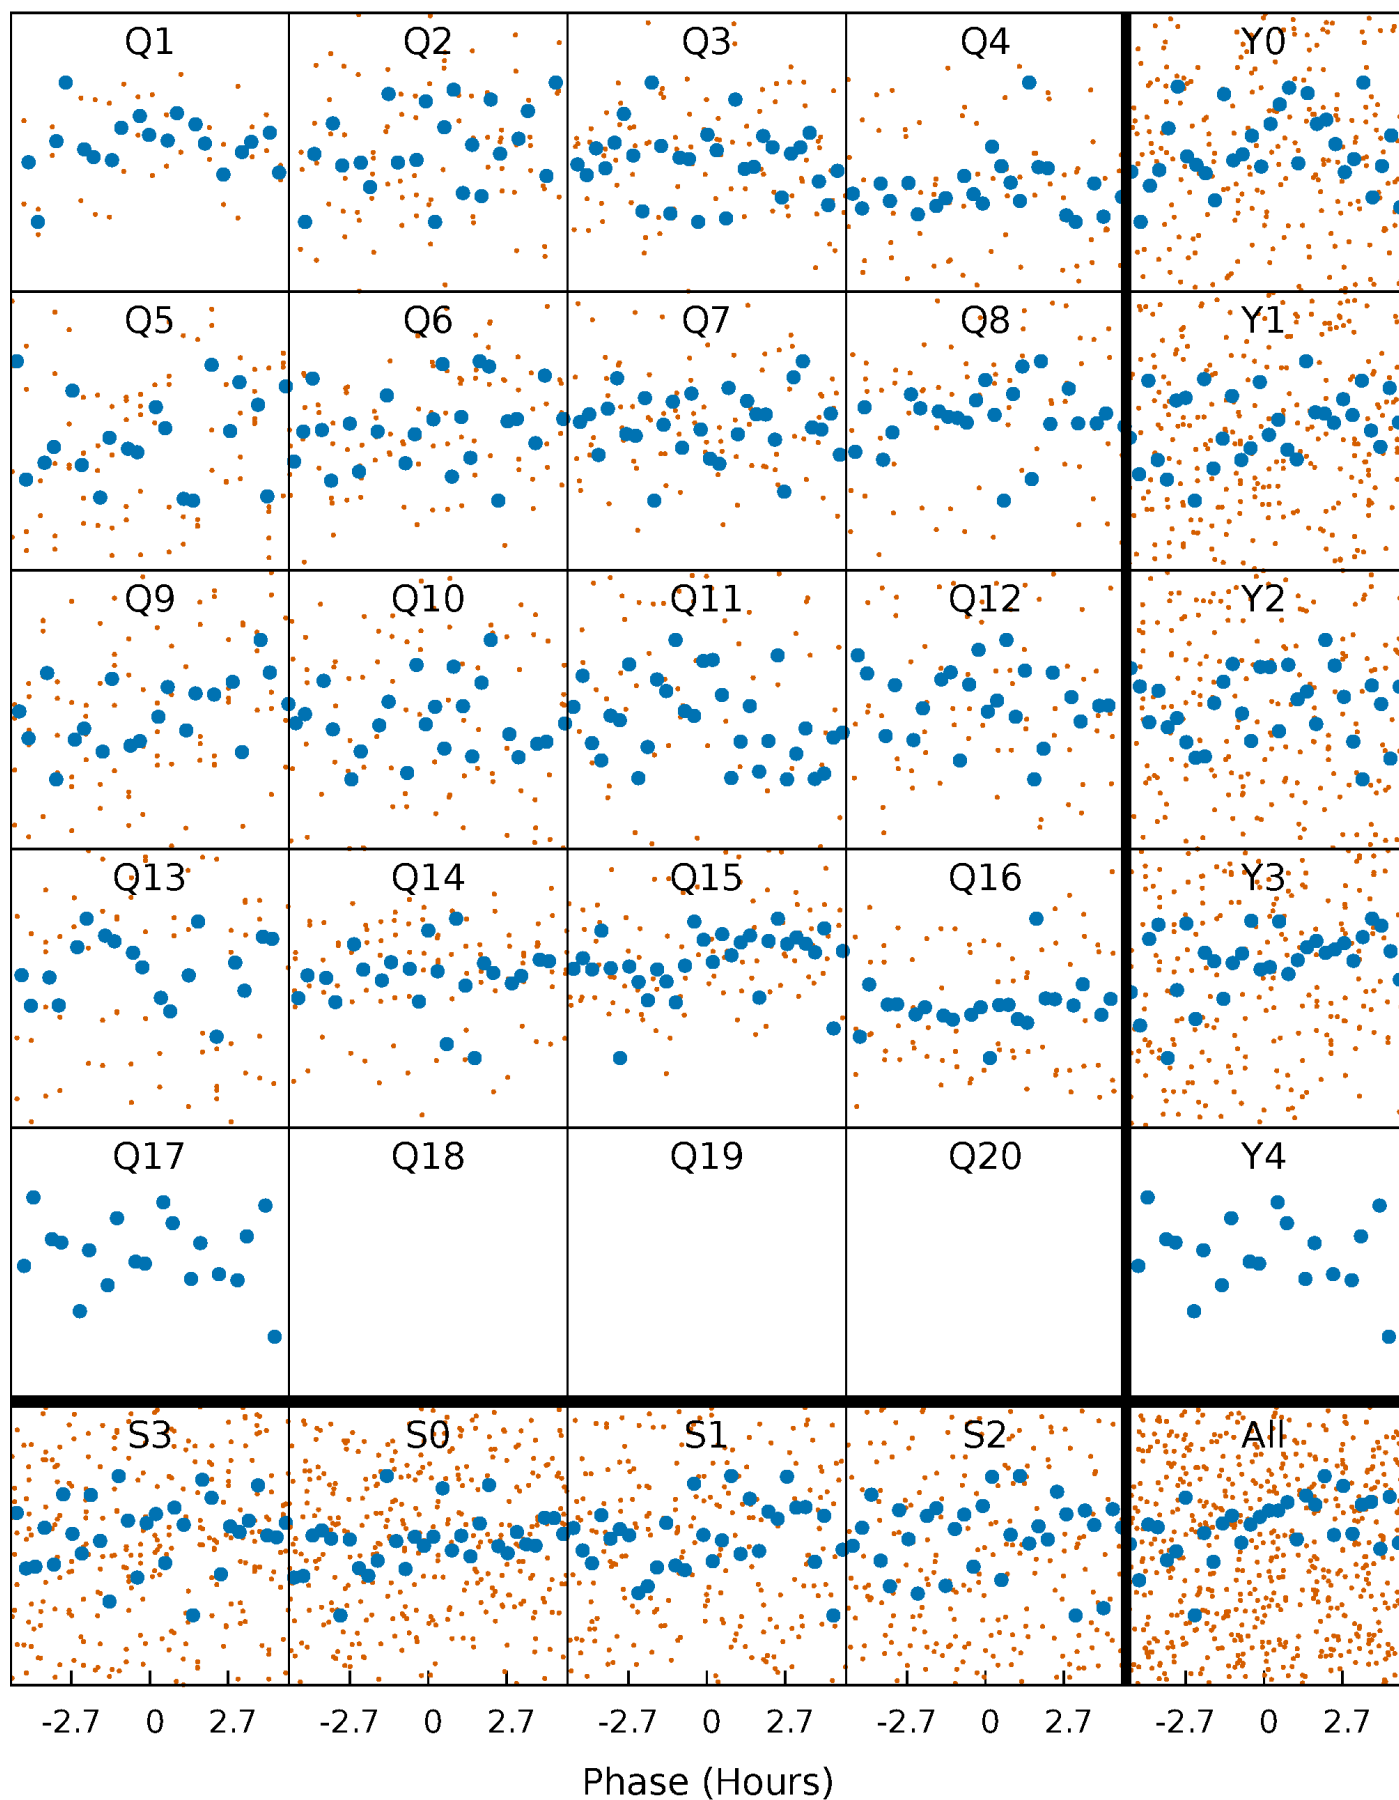 Q1 Q2 Q3 Q4 Y0
Q5 Q6 Q7 Q8 Y1
Q9 Q10 Q11 Q12 Y2
Q13 Q14 Q15 Q16 Y3
Q17 Q18 Q19 Q20 Y4
S3 S0 S1 S2 All
-2.7 0 2.7 -2.7 0 2.7 -2.7 0 2.7 -2.7 0 2.7 -2.7 0 2.7
Phase (Hours)